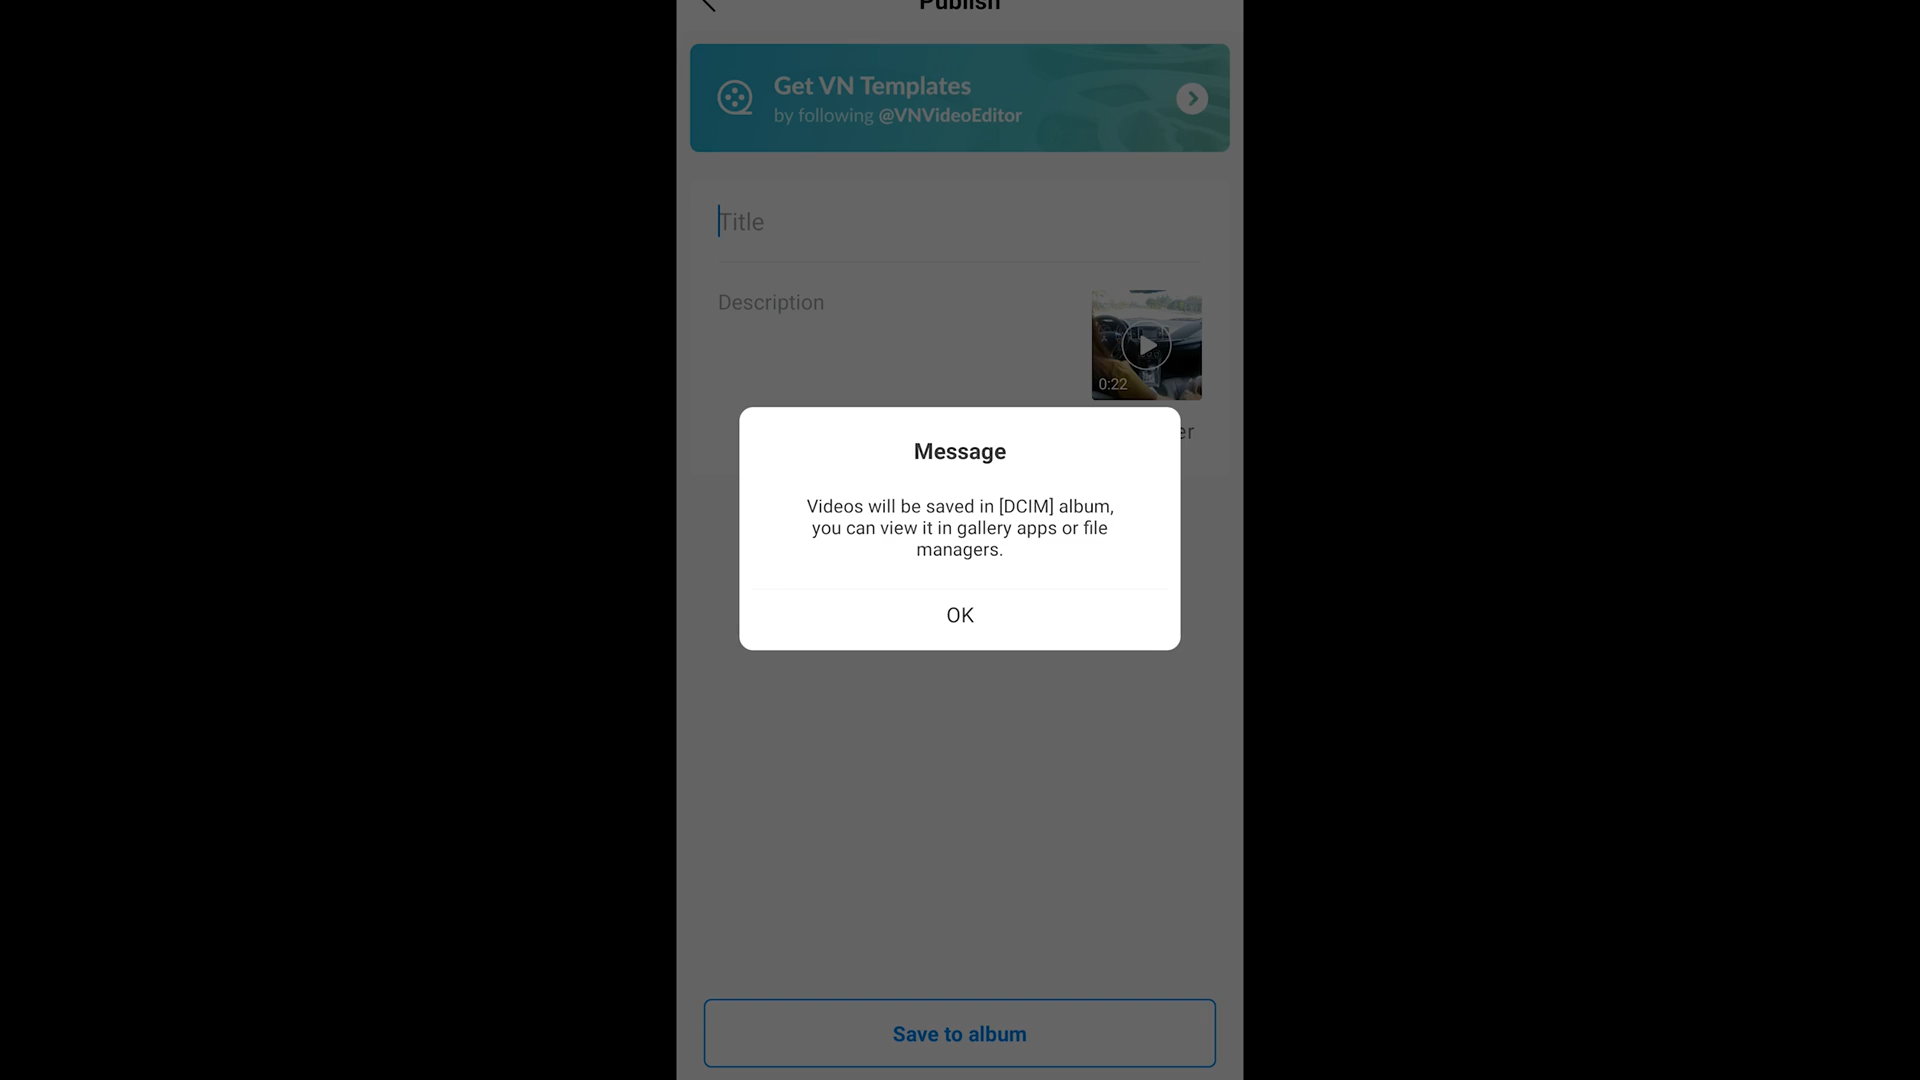 Publish
Get VN Templates
by following @VNVideoEditor
Title
Description
0:22
er
Message
Videos will be saved in [DCIM] album,
you can view it in gallery apps or file
managers.
OK
Save to album